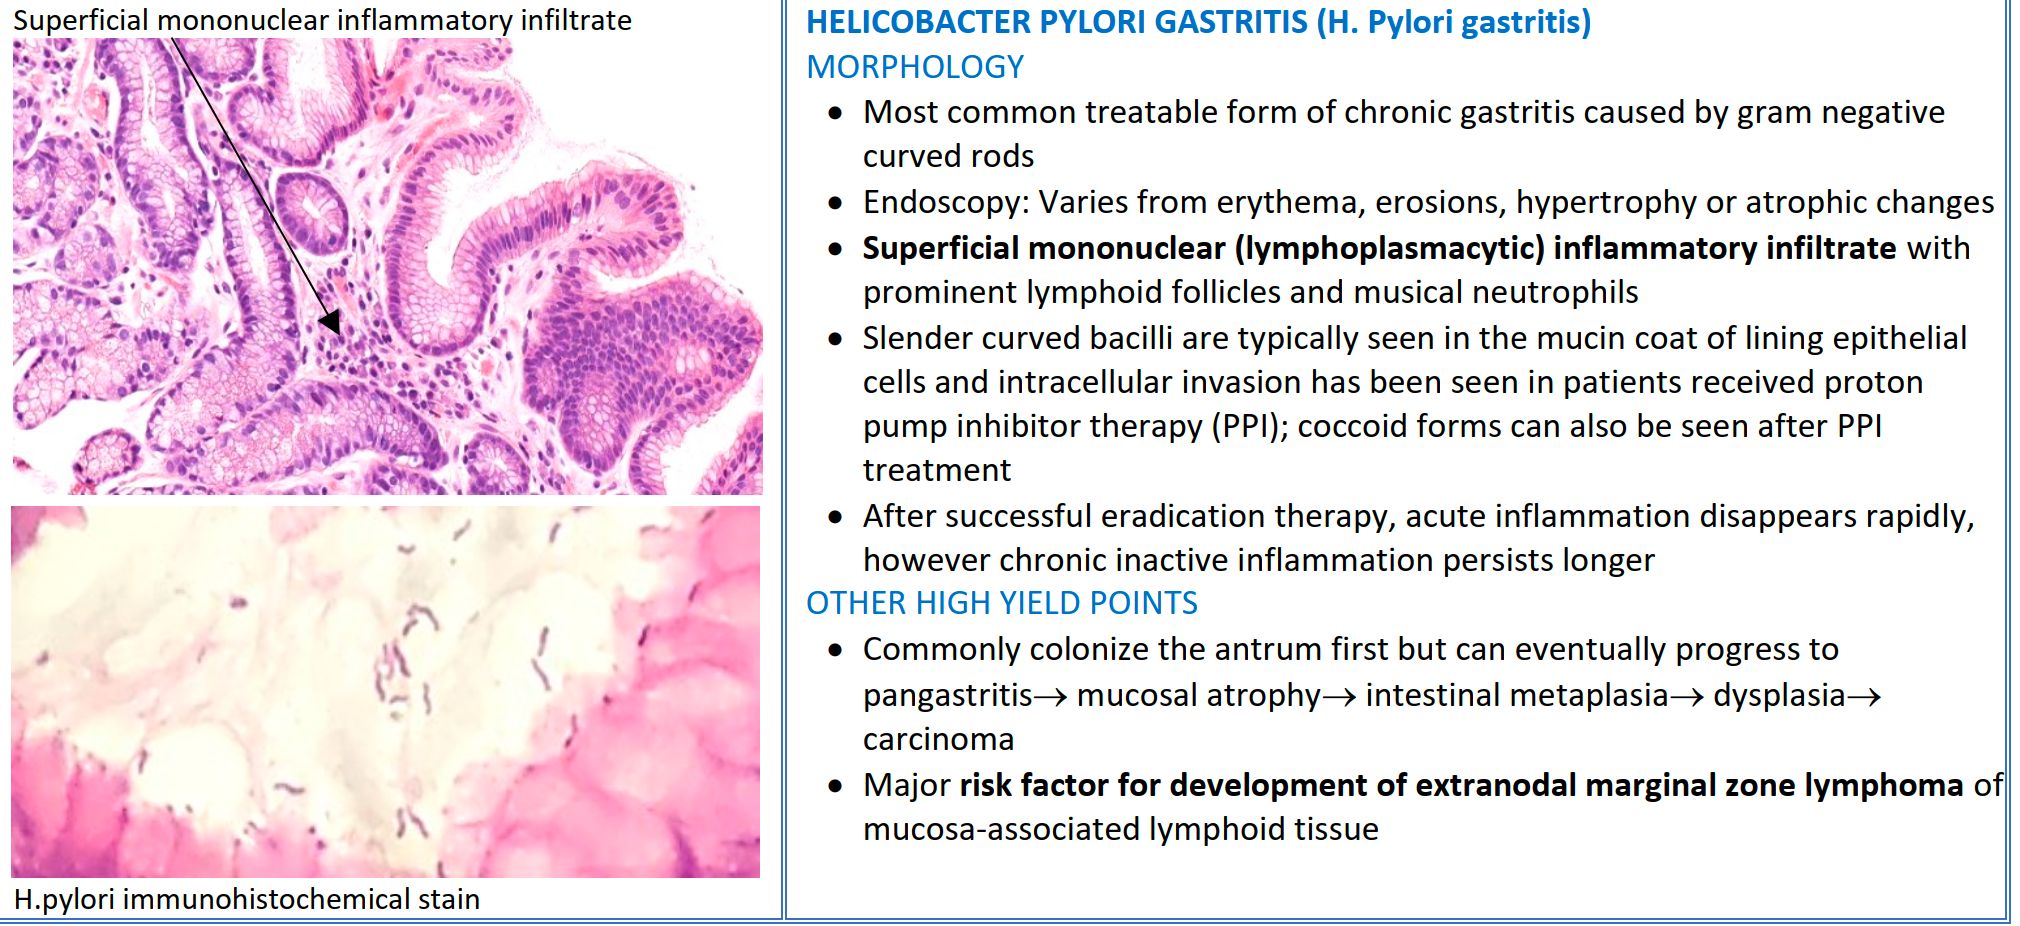 Superficial mononuclear inflammatory infiltrate
H.pylori immunohistochemical stain
HELICOBACTER PYLORI GASTRITIS (H. Pylori gastritis)
MORPHOLOGY
• Most common treatable form of chronic gastritis caused by gram negative
curved rods
• Endoscopy: Varies from erythema, erosions, hypertrophy or atrophic changes
• Superficial mononuclear (lymphoplasmacytic) inflammatory infiltrate with
prominent lymphoid follicles and musical neutrophils
• Slender curved bacilli are typically seen in the mucin coat of lining epithelial
cells and intracellular invasion has been seen in patients received proton
pump inhibitor therapy (PPI); coccoid forms can also be seen after PPI
treatment
• After successful eradication therapy, acute inflammation disappears rapidly,
however chronic inactive inflammation persists longer
OTHER HIGH YIELD POINTS
• Commonly colonize the antrum first but can eventually progress to
pangastritis→ mucosal atrophy→ intestinal metaplasia→ dysplasia→
carcinoma
• Major risk factor for development of extranodal marginal zone lymphoma of
mucosa-associated lymphoid tissue